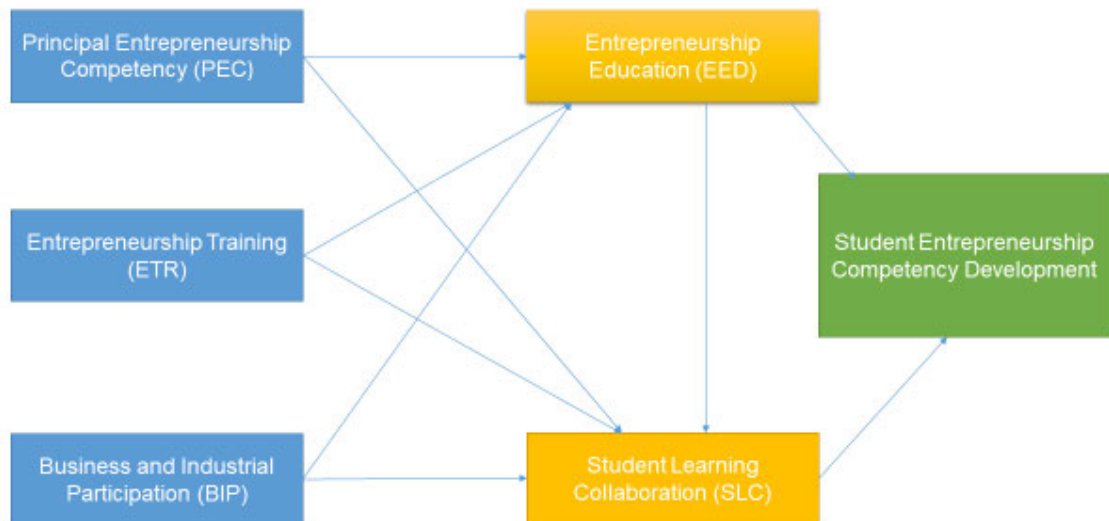 Principal Entrepreneurship
Competency (PEC)
Entrepreneurship
Education (EED)
Entrepreneurship Training
(ETR)
Student Entrepreneurship
Competency Development
Business and Industrial
Participation (BIP)
Student Learning
Collaboration (SLC)